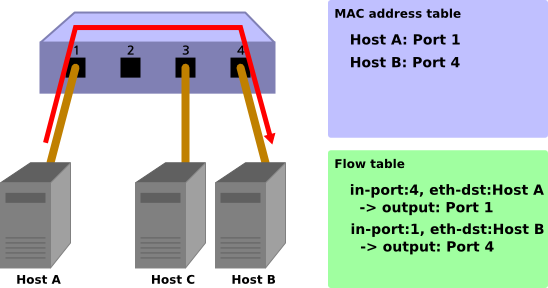 1
2
3
4
Host A
Host C
Host B
MAC address table
Host A: Port 1
Host B: Port 4
Flow table
in-port:4, eth-dst:Host A
-> output: Port 1
in-port:1, eth-dst:Host B
-> output: Port 4